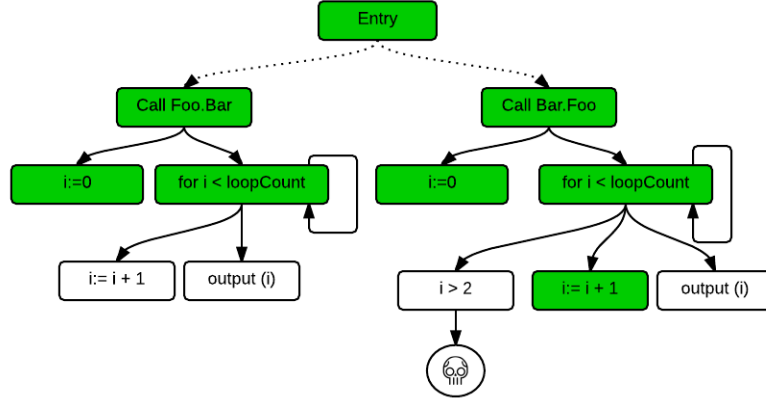 Entry
Call Foo.Bar
Call Bar.Foo
i:=0
for i < loopCount
i:=0
for i < loopCount
i:= i + 1
output (i)
i > 2
i:= i + 1
output (i)